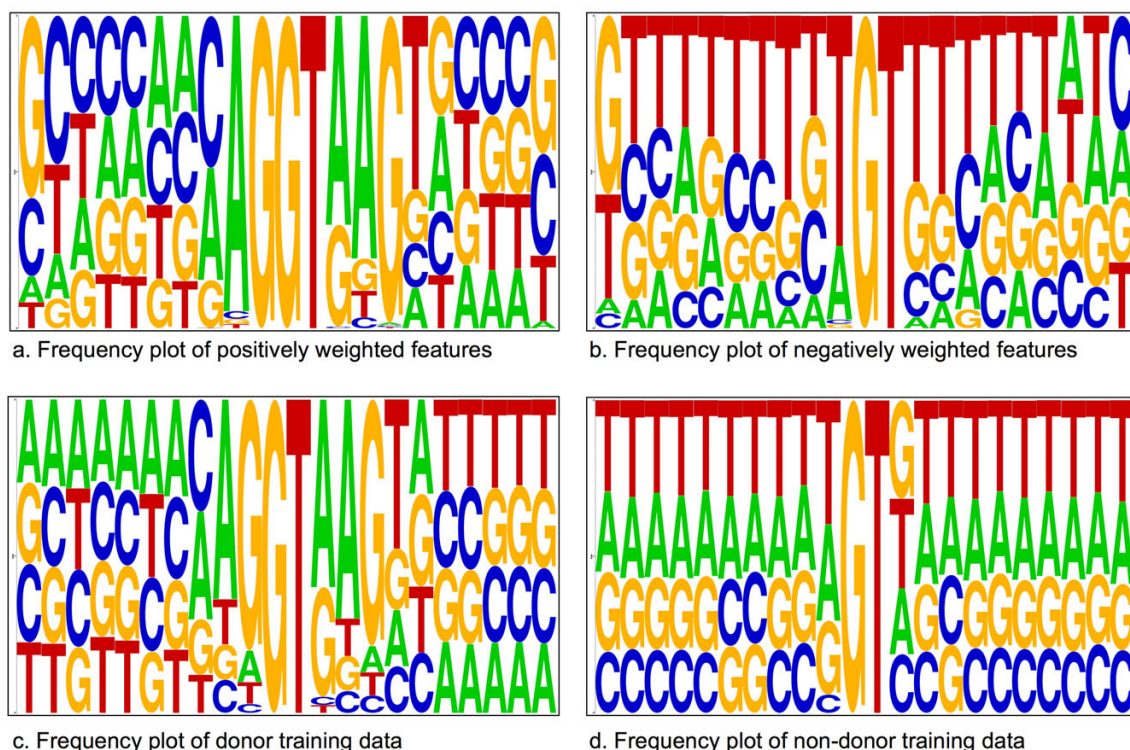 a. Frequency plot of positively weighted features
b. Frequency plot of negatively weighted features
c. Frequency plot of donor training data
d. Frequency plot of non-donor training data